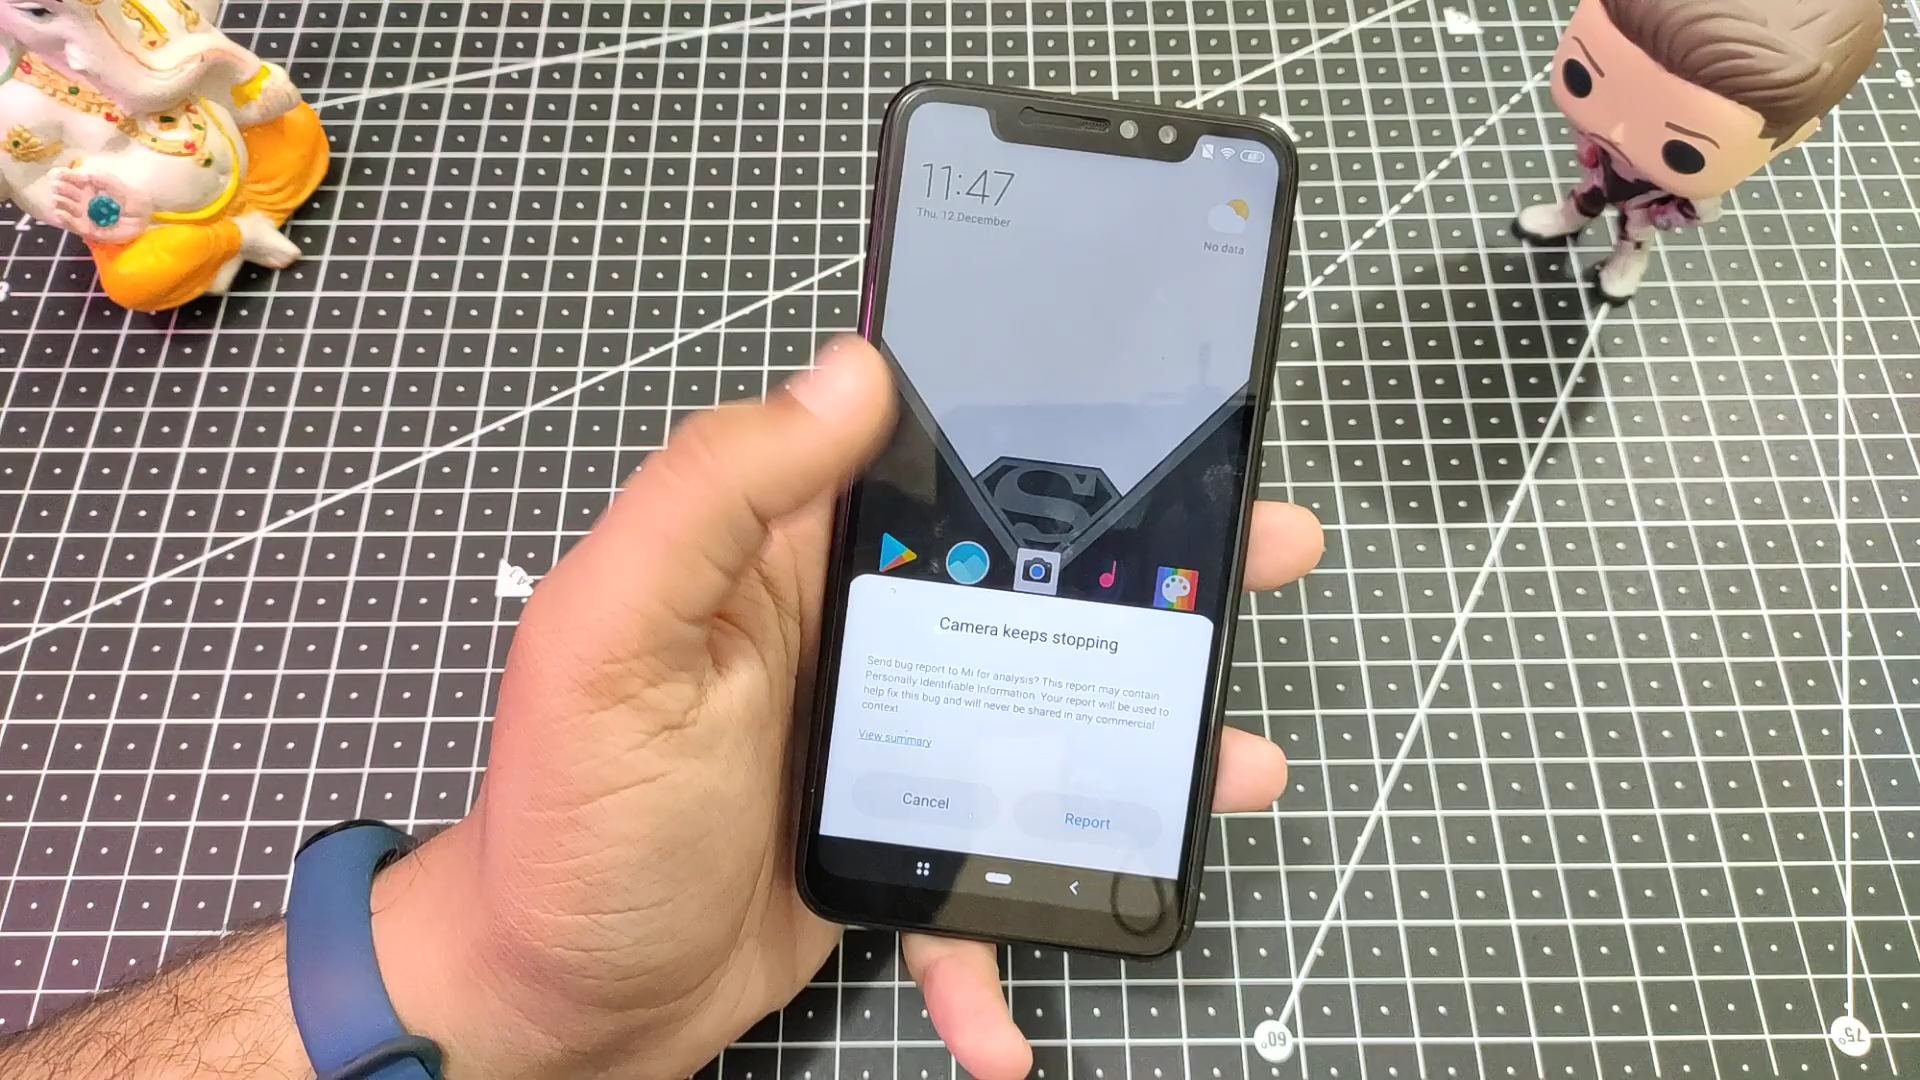 11:47
Thu, 12 December
No data
Camera keeps stopping
Send bug report to Mi for analysis? This report may contain
Personally Identifiable Information. Your report will be used to
help fix this bug and will never be shared in any commercial
context
View summary
Cancel
Report
60°
75°